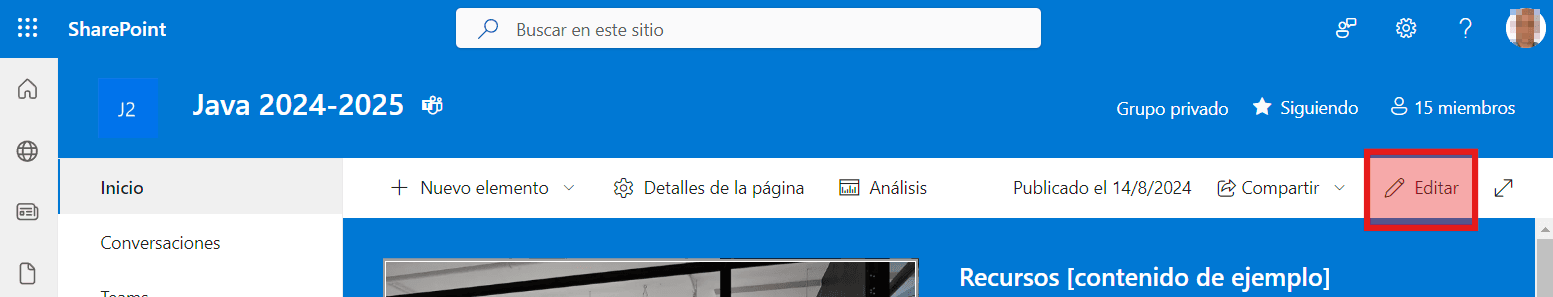 SharePoint
Buscar en este sitio
?
J2
Java 2024-2025
Grupo privado
Siguiendo
15 miembros
Inicio
Nuevo elemento
Detalles de la página
Análisis
Publicado el 14/8/2024
Compartir
Editar
Conversaciones
Recursos [contenido de ejemplo]
Teams